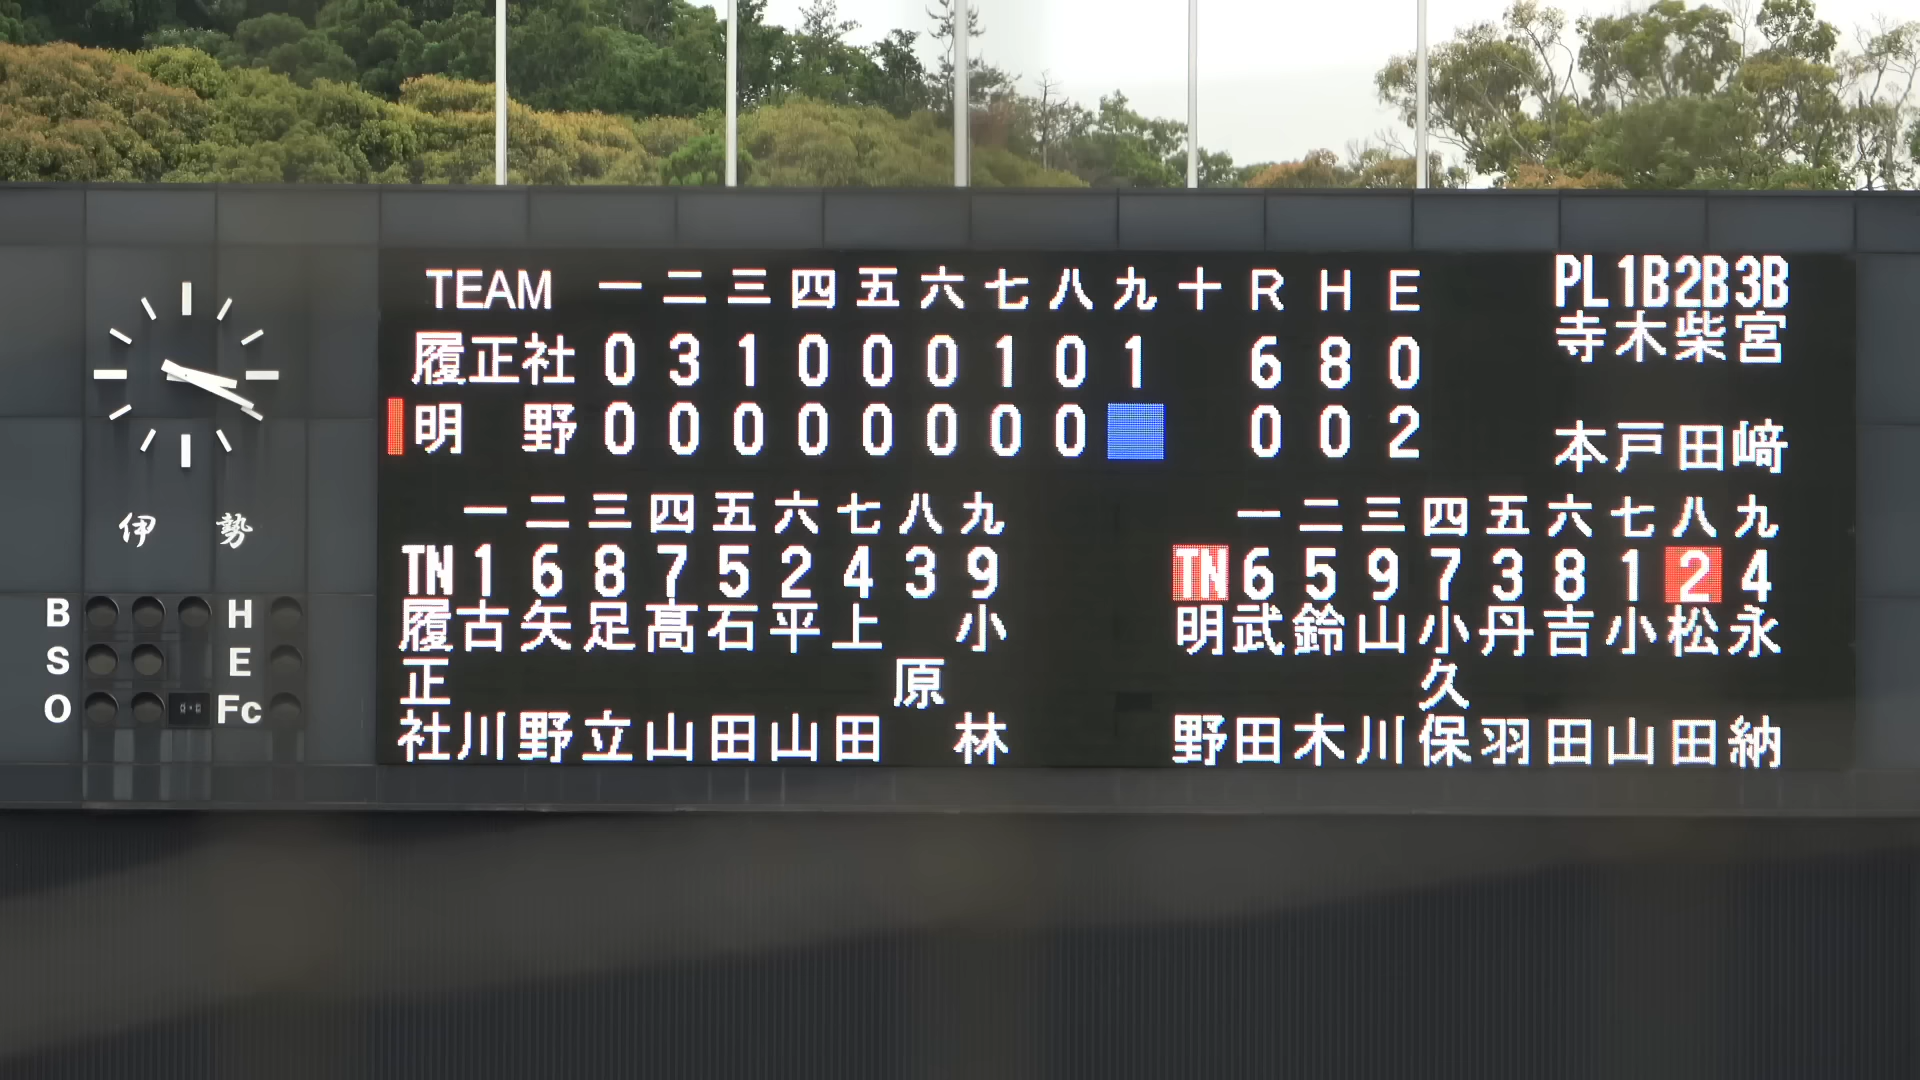 TEAM 一 二 三 四 五 六 七 八 九 十 R H E
履正社 0 3 1 0 0 0 1 0 1 6 8 0
明 野 0 0 0 0 0 0 0 0 0 0 2
PL 1B 2B 3B
寺 木 柴 宮
本 戸 田 﨑
伊 勢
B H
S E
O Fc
一 二 三 四 五 六 七 八 九
TN 1 6 8 7 5 2 4 3 9
履 古 矢 足 髙 石 平 上 小
正 原
社 川 野 立 山 田 山 田 林
一 二 三 四 五 六 七 八 九
TN 6 5 9 7 3 8 1 2 4
明 武 鈴 山 小 丹 吉 小 松 永
久
野 田 木 川 保 羽 田 山 田 納